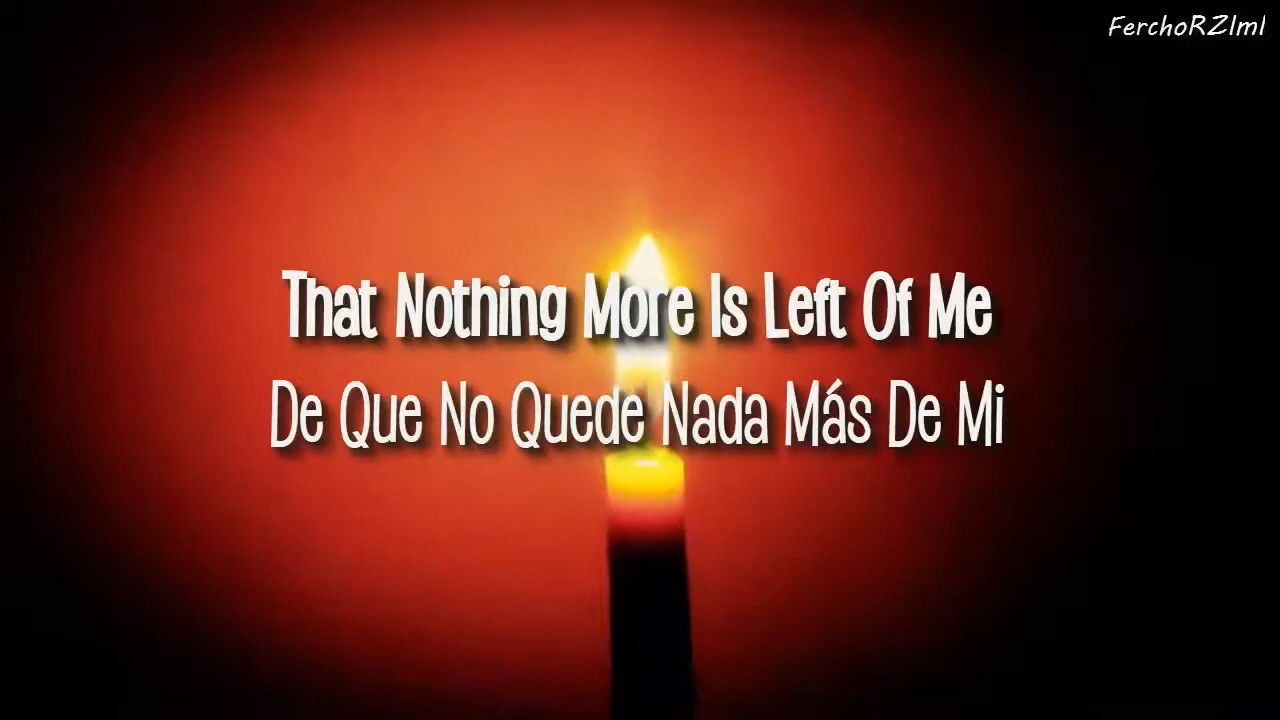 FerchoRZlml
That Nothing More Is Left Of Me
De Que No Quede Nada Más De Mi